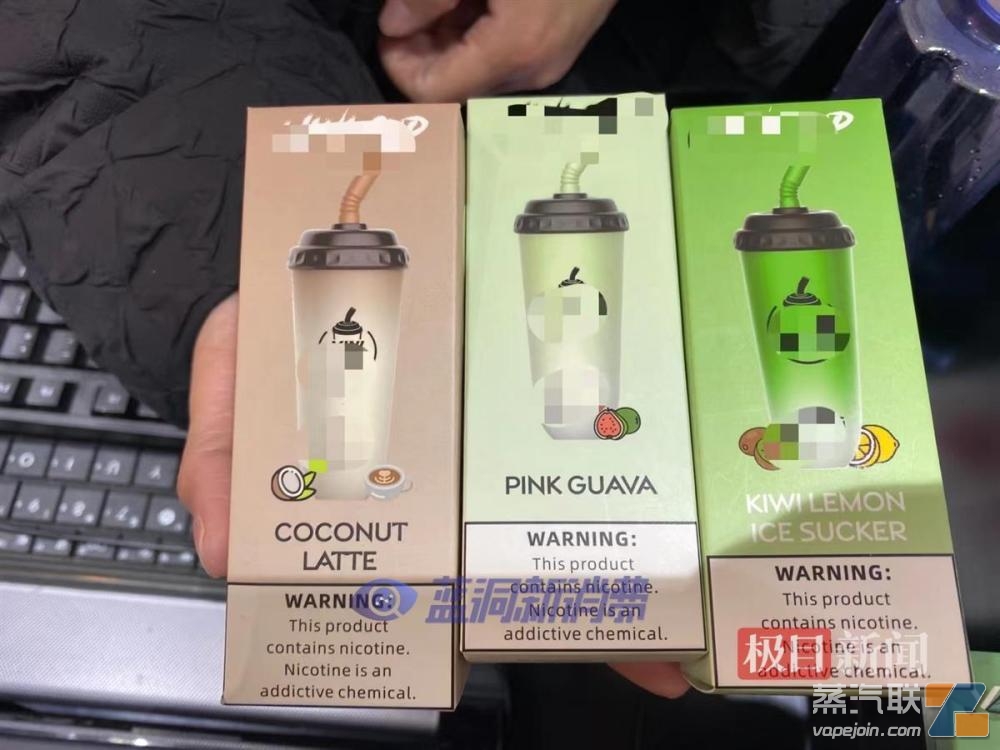 COCONUT
LATTE
WARNING:
This product
contains nicotine.
Nicotine is an
addictive chemical.
PINK GUAVA
WARNING:
This product
contains nicotine.
Nicotine is an
addictive chemical.
KIWI LEMON
ICE SUCKER
WARNING:
This product
contains nicotine.
Nicotine is an
addictive chemical.
蓝洞新消费
极目新闻
蒸汽联
vapejoin.com